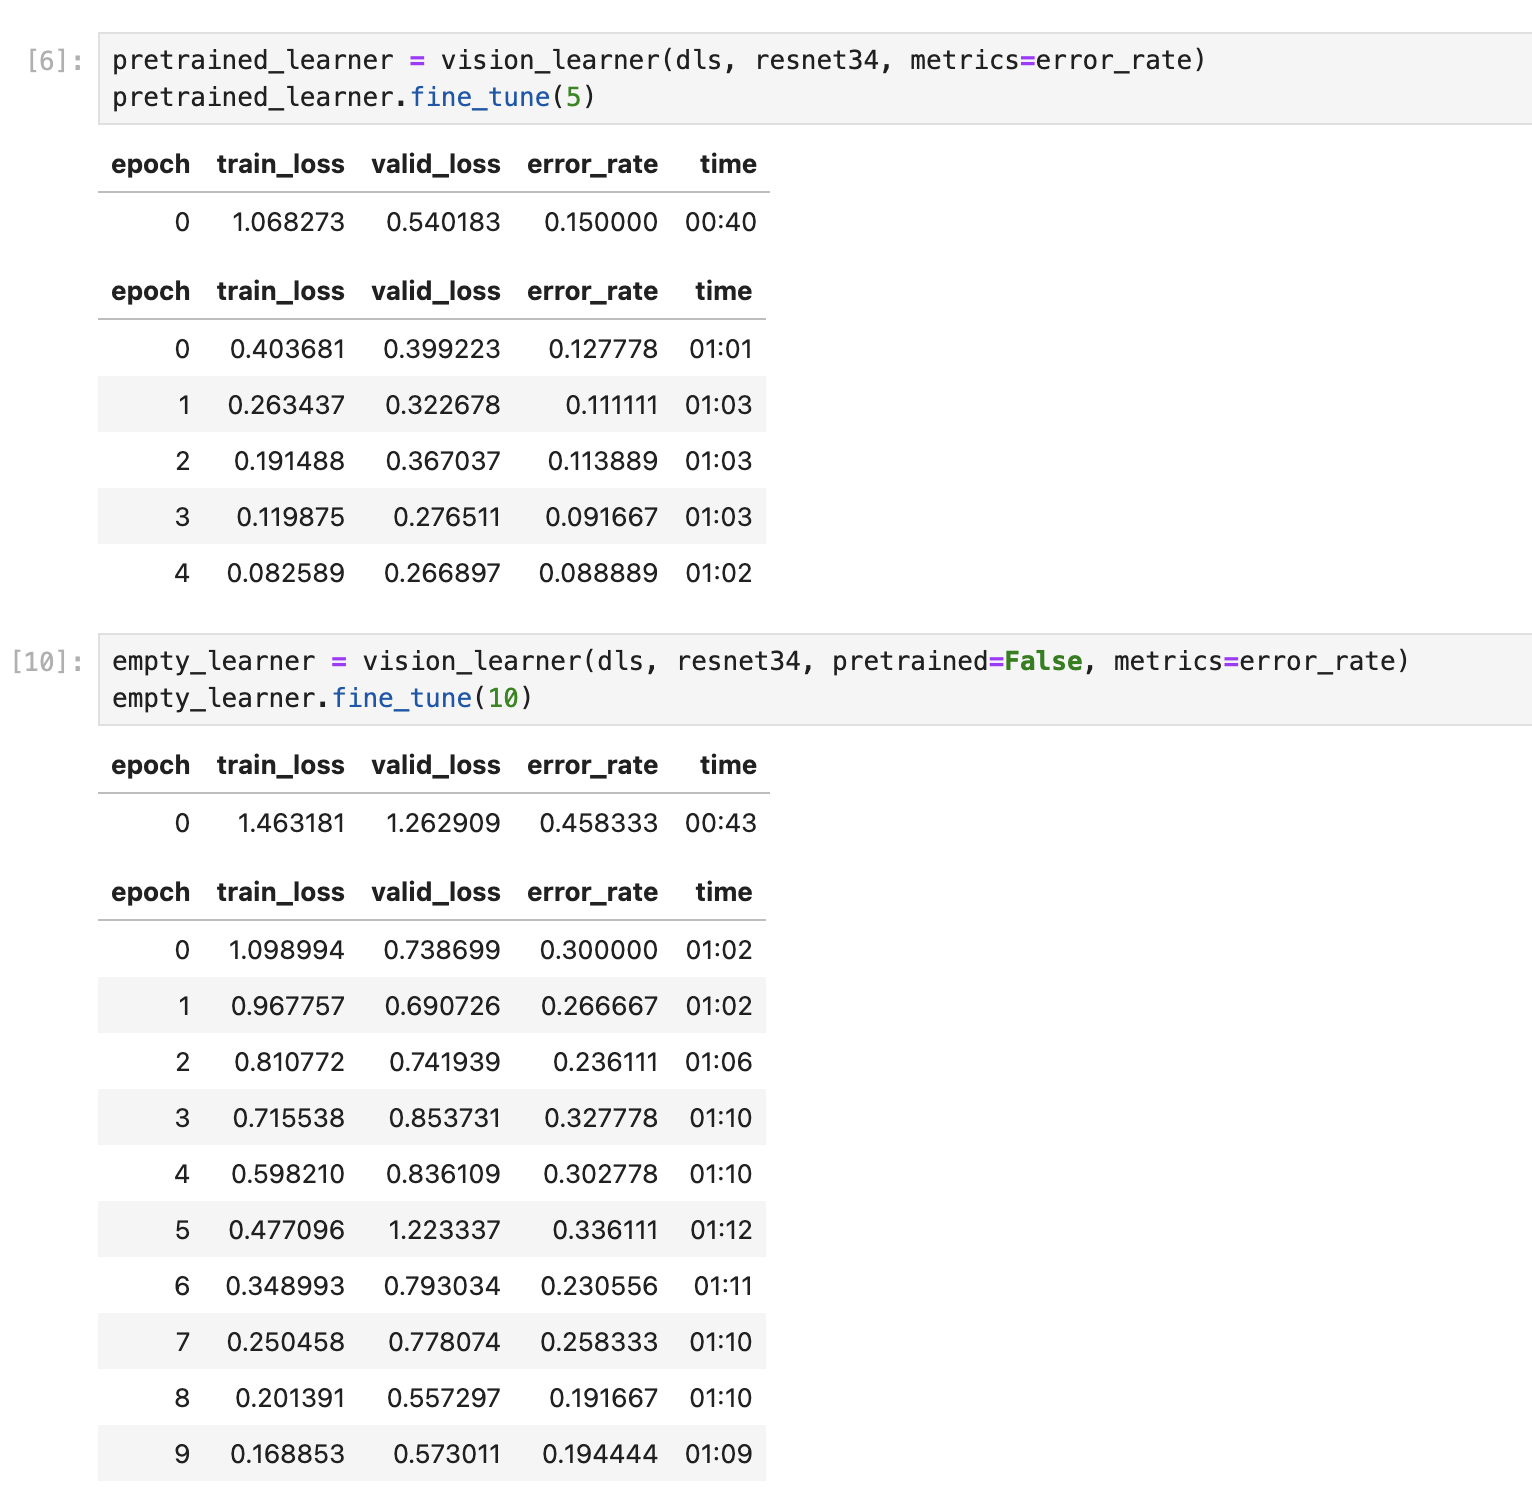 [6]: pretrained_learner = vision_learner(dls, resnet34, metrics=error_rate)
pretrained_learner.fine_tune(5)
epoch train_loss valid_loss error_rate time
0 1.068273 0.540183 0.150000 00:40
epoch train_loss valid_loss error_rate time
0 0.403681 0.399223 0.127778 01:01
1 0.263437 0.322678 0.111111 01:03
2 0.191488 0.367037 0.113889 01:03
3 0.119875 0.276511 0.091667 01:03
4 0.082589 0.266897 0.088889 01:02
[10]: empty_learner = vision_learner(dls, resnet34, pretrained=False, metrics=error_rate)
empty_learner.fine_tune(10)
epoch train_loss valid_loss error_rate time
0 1.463181 1.262909 0.458333 00:43
epoch train_loss valid_loss error_rate time
0 1.098994 0.738699 0.300000 01:02
1 0.967757 0.690726 0.266667 01:02
2 0.810772 0.741939 0.236111 01:06
3 0.715538 0.853731 0.327778 01:10
4 0.598210 0.836109 0.302778 01:10
5 0.477096 1.223337 0.336111 01:12
6 0.348993 0.793034 0.230556 01:11
7 0.250458 0.778074 0.258333 01:10
8 0.201391 0.557297 0.191667 01:10
9 0.168853 0.573011 0.194444 01:09